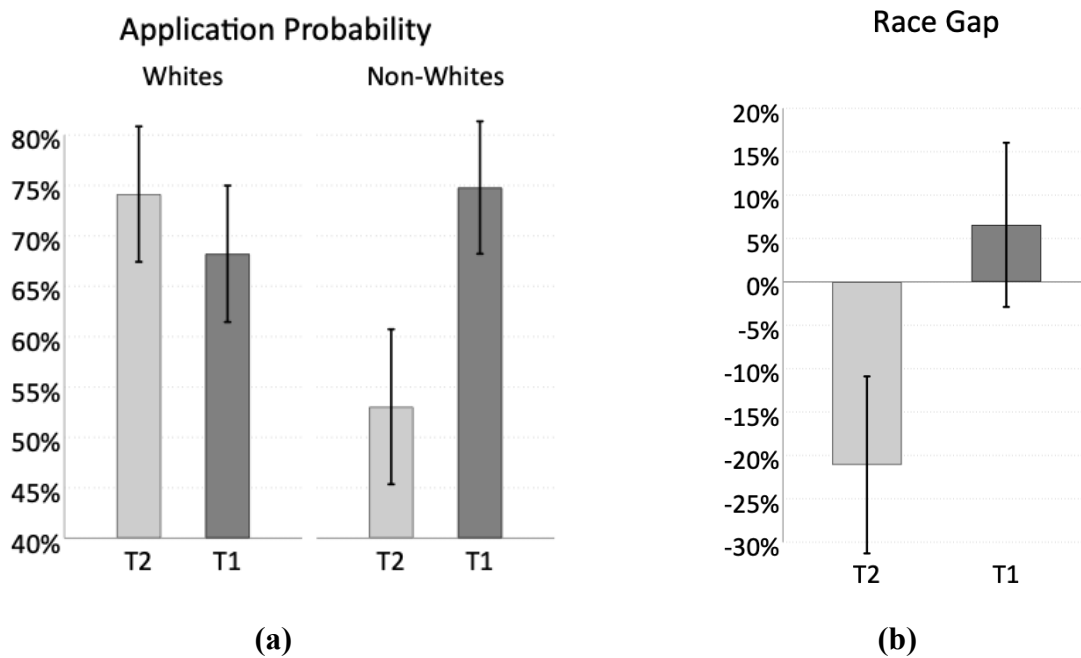 Application Probability
Whites
Non-Whites
80%
75%
70%
65%
60%
55%
50%
45%
40%
T2
T1
T2
T1
(a)
Race Gap
20%
15%
10%
5%
0%
-5%
-10%
-15%
-20%
-25%
-30%
T2
T1
(b)